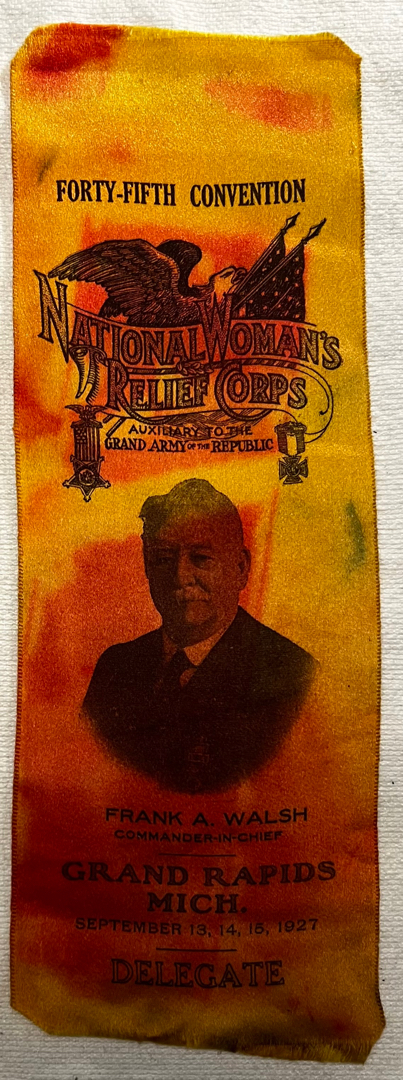 FORTY-FIFTH CONVENTION
NATIONAL WOMAN'S
RELIEF CORPS
AUXILIARY TO THE
GRAND ARMY OF THE REPUBLIC
FRANK A. WALSH
COMMANDER-IN-CHIEF
GRAND RAPIDS
MICH.
SEPTEMBER 13, 14, 15, 1927
DELEGATE